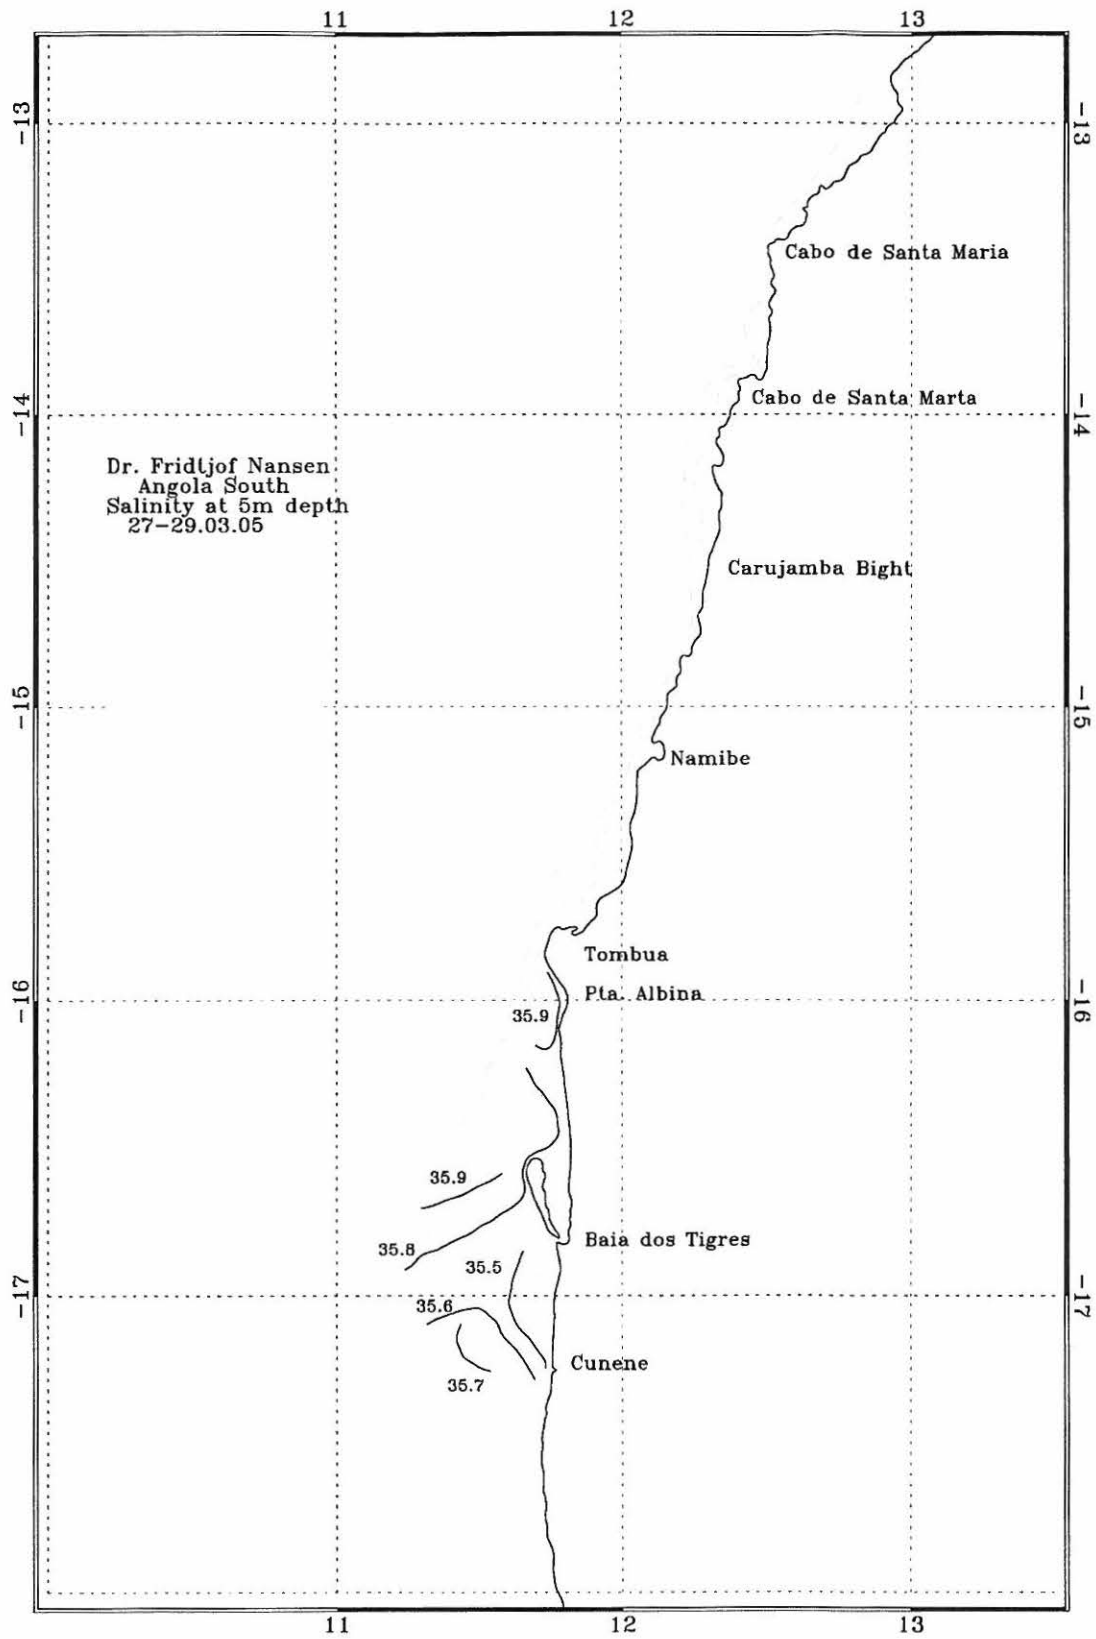 11 12 13
-13 -13
Cabo de Santa Maria
Cabo de Santa Marta
-14 -14
Dr. Fridtjof Nansen
Angola South
Salinity at 5m depth
27-29.03.05
Carujamba Bight
-15 -15
Namibe
Tombua
Pta. Albina
-16 -16
35.9
35.9
Baia dos Tigres
35.8
35.5
-17 -17
35.6
Cunene
35.7
11 12 13